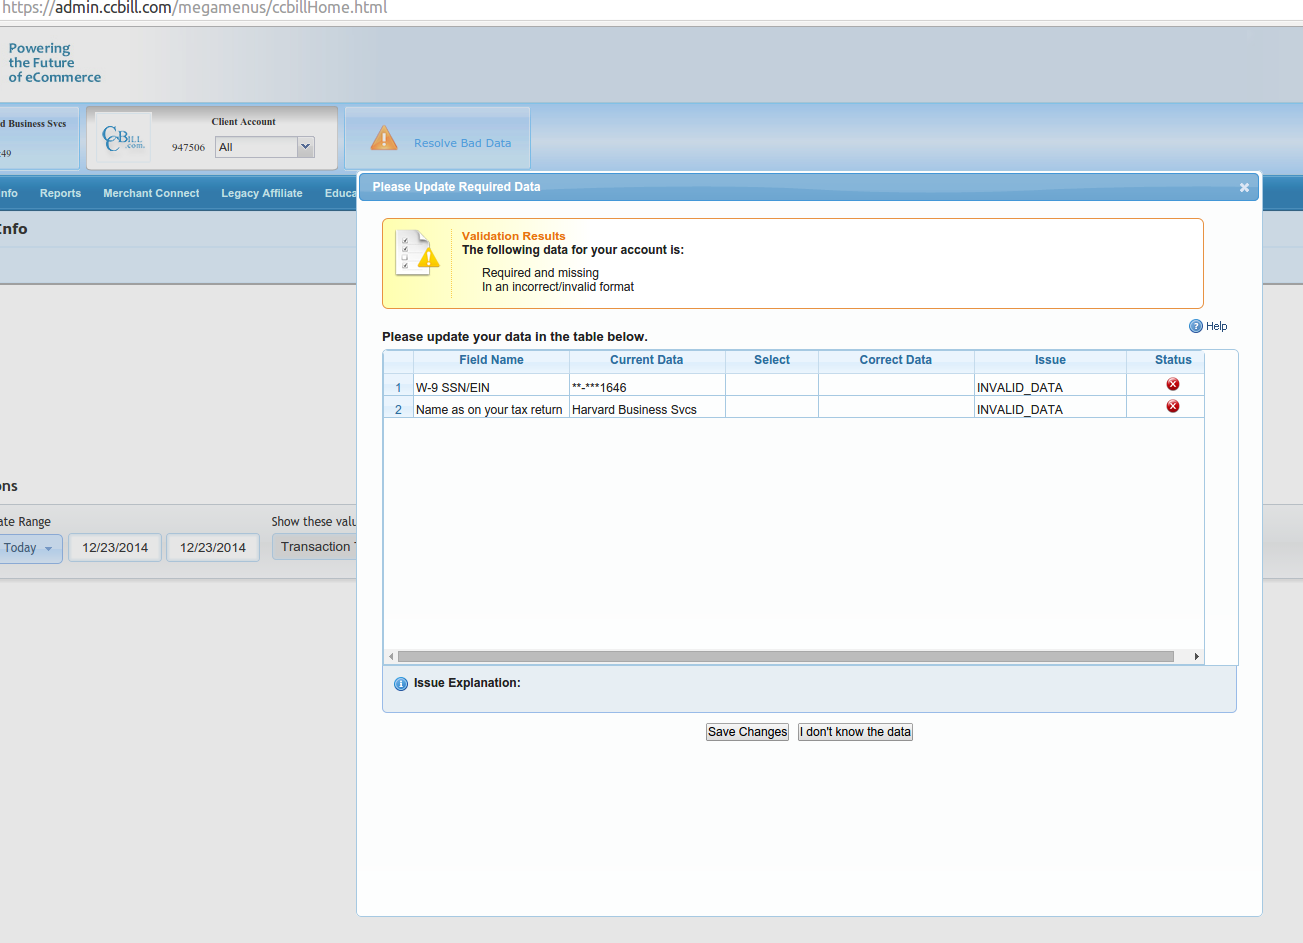 https://admin.ccbill.com/megamenus/ccbillHome.html
Powering
the Future
of eCommerce
d Business Svcs
:49
CCBILL
.com.
Client Account
947506 All
Resolve Bad Data
nfo Reports Merchant Connect Legacy Affiliate Educa
Info
Please Update Required Data
Validation Results
The following data for your account is:
Required and missing
In an incorrect/invalid format
Help
Please update your data in the table below.
Field Name Current Data Select Correct Data Issue Status
1 W-9 SSN/EIN **-***1646 INVALID_DATA
2 Name as on your tax return Harvard Business Svcs INVALID_DATA
ons
ate Range Show these valu
Today 12/23/2014 12/23/2014 Transaction T
Issue Explanation:
Save Changes I don't know the data